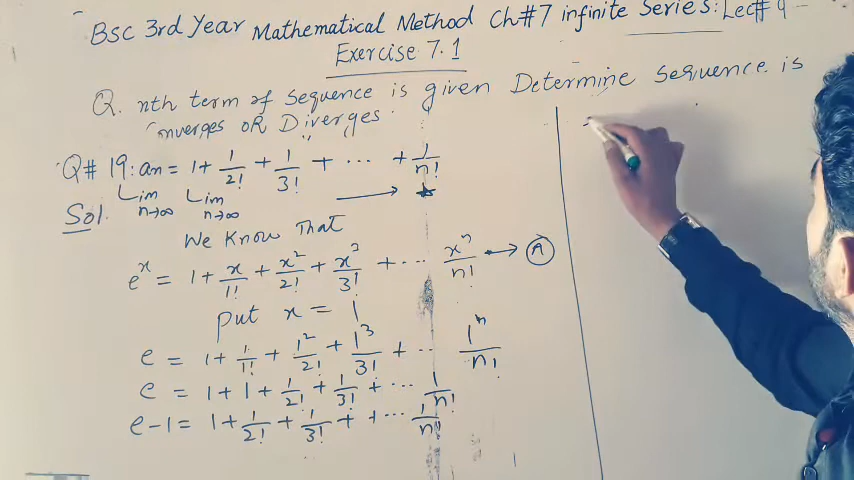 Bsc 3rd Year Mathematical Method Ch#7 infinite Series: Lec# 9
Exercise 7.1
Q. nth term of sequence is given Determine sequence is
Converges OR Diverges
Q# 19: an = 1 + 1/2! + 1/3! + ... + 1/n!
Lim n→∞ Lim n→∞ → ★
Sol.
We Know That
e^x = 1 + x/1! + x^2/2! + x^3/3! + ... x^n/n! → A
put x = 1
e = 1 + 1/1! + 1^2/2! + 1^3/3! + ... 1^n/n!
e = 1 + 1 + 1/2! + 1/3! + ... 1/n!
e-1 = 1 + 1/2! + 1/3! + + ... 1/n!